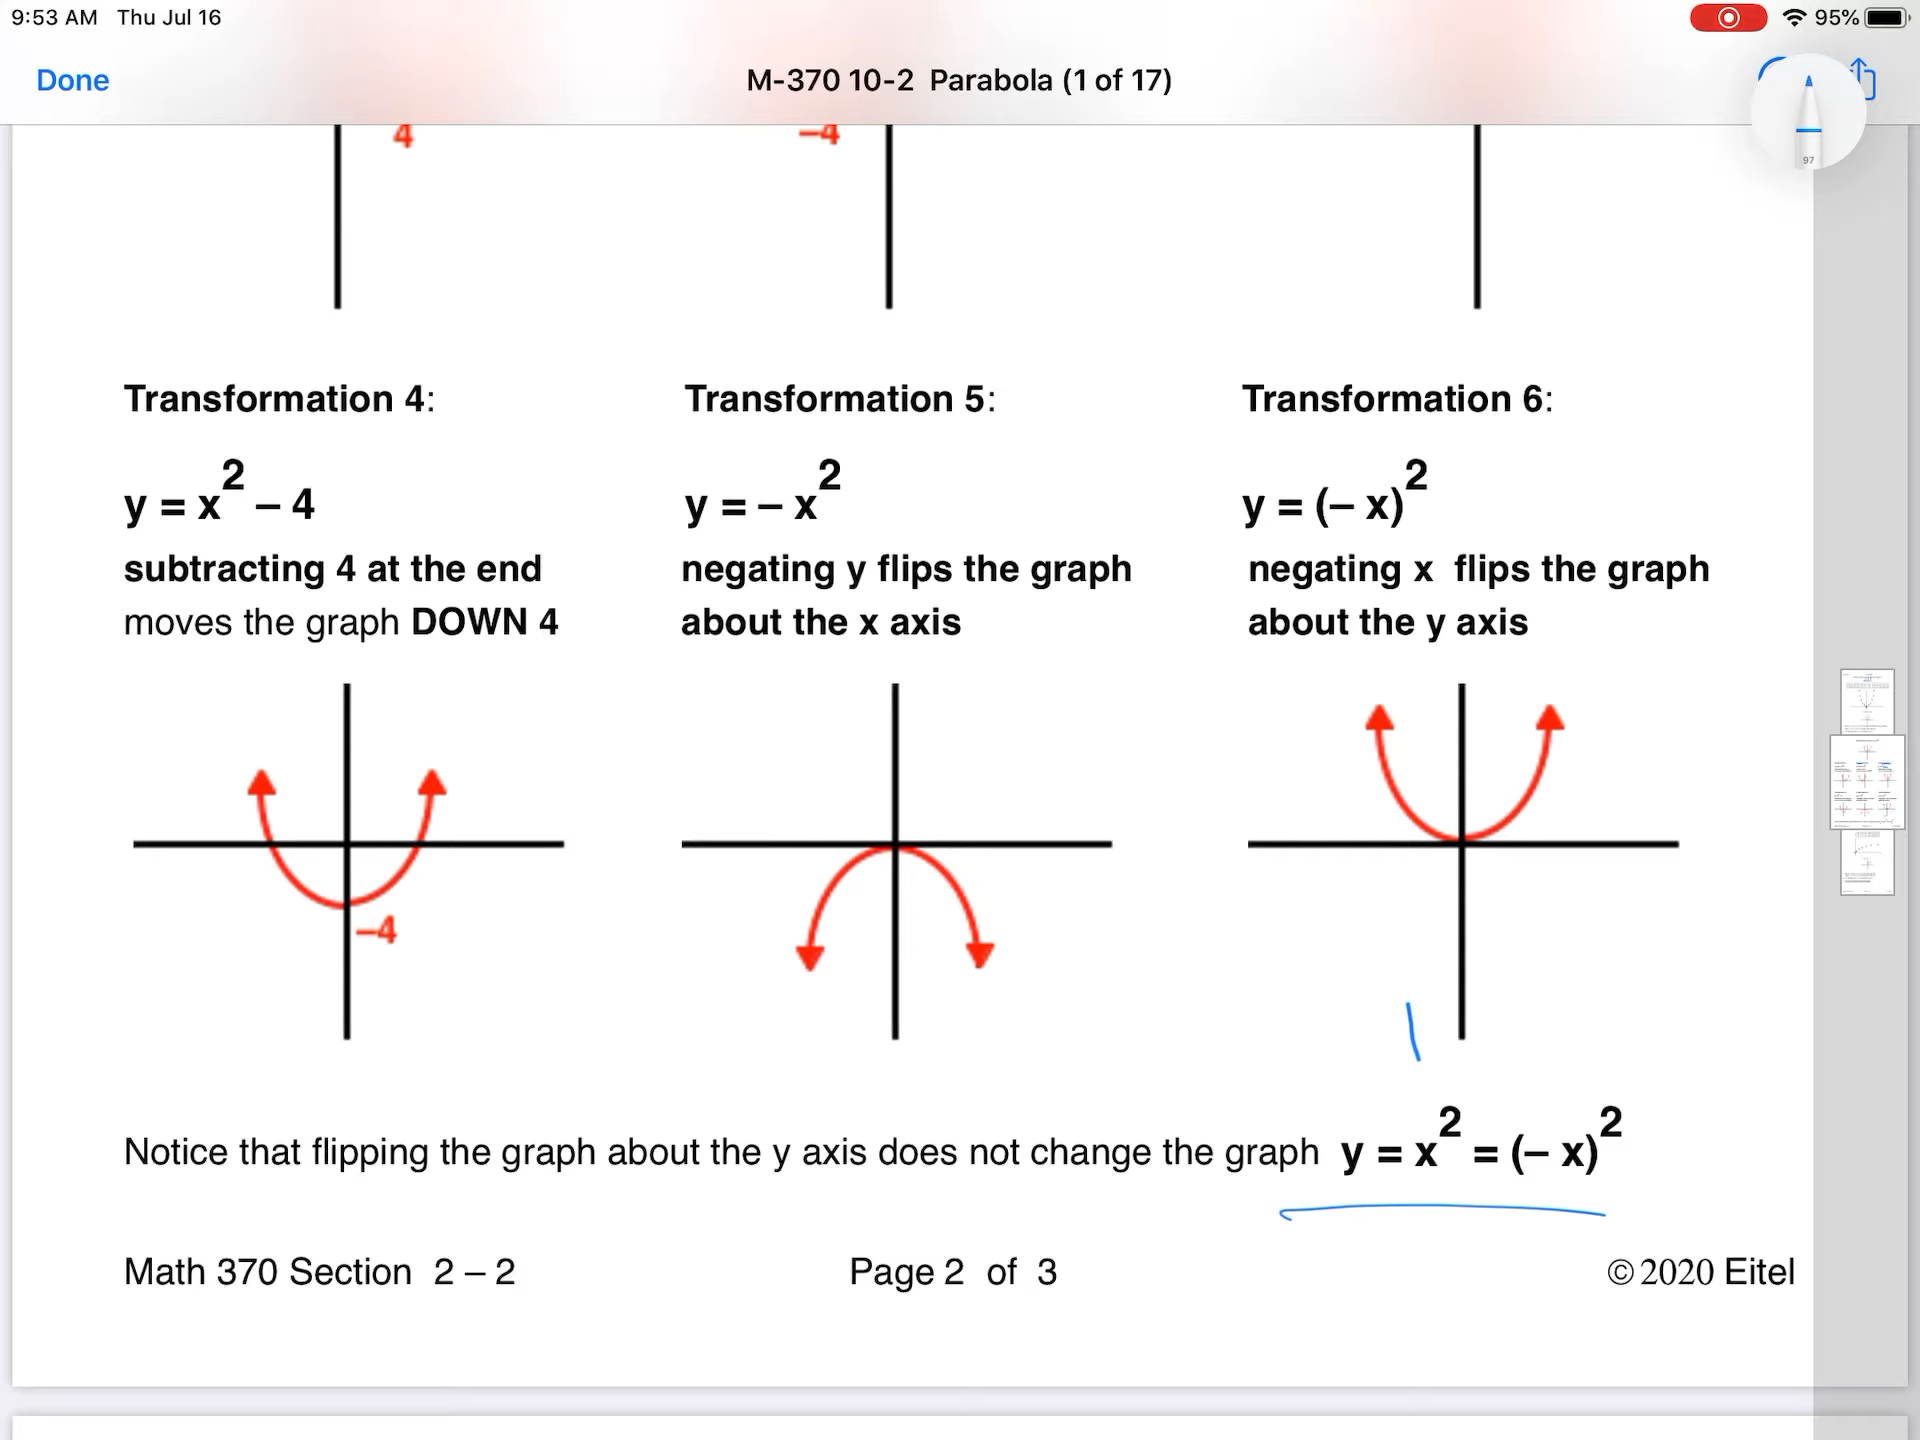 9:53 AM Thu Jul 16
95%
Done
M-370 10-2 Parabola (1 of 17)
97
4
–4
Transformation 4:
y = x² – 4
subtracting 4 at the end
moves the graph DOWN 4
–4
Transformation 5:
y = – x²
negating y flips the graph
about the x axis
Transformation 6:
y = (– x)²
negating x flips the graph
about the y axis
Notice that flipping the graph about the y axis does not change the graph y = x² = (– x)²
Math 370 Section 2 – 2
Page 2 of 3
©2020 Eitel